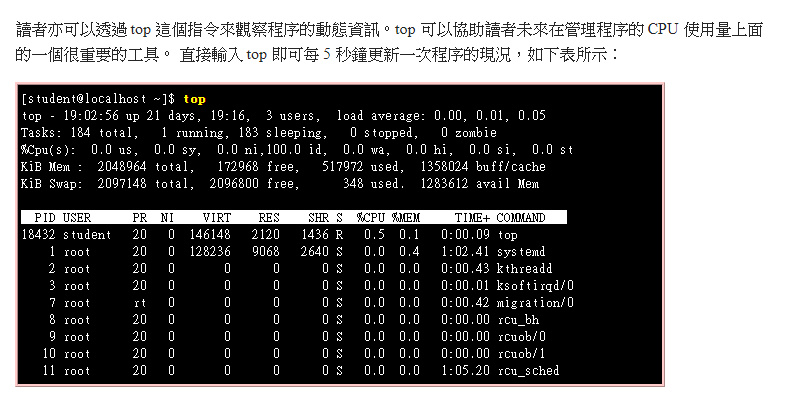 讀者亦可以透過 top 這個指令來觀察程序的動態資訊。top 可以協助讀者未來在管理程序的 CPU 使用量上面
的一個很重要的工具。 直接輸入 top 即可每 5 秒鐘更新一次程序的現況，如下表所示：
[student@localhost ~]$ top
top - 19:02:56 up 21 days, 19:16,  3 users,  load average: 0.00, 0.01, 0.05
Tasks: 184 total,   1 running, 183 sleeping,   0 stopped,   0 zombie
%Cpu(s):  0.0 us,  0.0 sy,  0.0 ni,100.0 id,  0.0 wa,  0.0 hi,  0.0 si,  0.0 st
KiB Mem :  2048964 total,   172968 free,   517972 used,  1358024 buff/cache
KiB Swap:  2097148 total,  2096800 free,      348 used.  1283612 avail Mem
PID USER      PR  NI    VIRT    RES    SHR S  %CPU %MEM     TIME+ COMMAND
18432 student   20   0  146148   2120   1436 R   0.5  0.1   0:00.09 top
1 root      20   0  128236   9068   2640 S   0.0  0.4   1:02.41 systemd
2 root      20   0       0      0      0 S   0.0  0.0   0:00.43 kthreadd
3 root      20   0       0      0      0 S   0.0  0.0   0:00.01 ksoftirqd/0
7 root      rt   0       0      0      0 S   0.0  0.0   0:00.42 migration/0
8 root      20   0       0      0      0 S   0.0  0.0   0:00.00 rcu_bh
9 root      20   0       0      0      0 S   0.0  0.0   0:00.00 rcuob/0
10 root      20   0       0      0      0 S   0.0  0.0   0:00.00 rcuob/1
11 root      20   0       0      0      0 S   0.0  0.0   1:05.20 rcu_sched